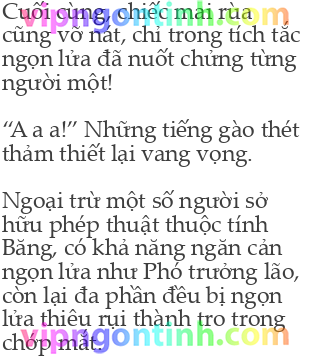 Cuối cùng, chiếc mai rùa
vipngontinh.com
cũng vỡ nát, chỉ trong tích tắc
ngọn lửa đã nuốt chửng từng
người một!
“A a a!” Những tiếng gào thét
thảm thiết lại vang vọng.
Ngoại trừ một số người sở
hữu phép thuật thuộc tính
Băng, có khả năng ngăn cản
ngọn lửa như Phó trưởng lão,
còn lại đa phần đều bị ngọn
lửa thiêu rụi thành tro trong
vipngontinh.com
chớp mắt.